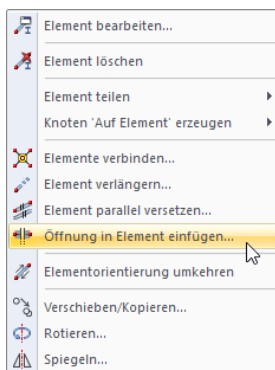 Element bearbeiten...
Element löschen
Element teilen
Knoten 'Auf Element' erzeugen
Elemente verbinden...
Element verlängern...
Element parallel versetzen...
Öffnung in Element einfügen...
Elementorientierung umkehren
Verschieben/Kopieren...
Rotieren...
Spiegeln...